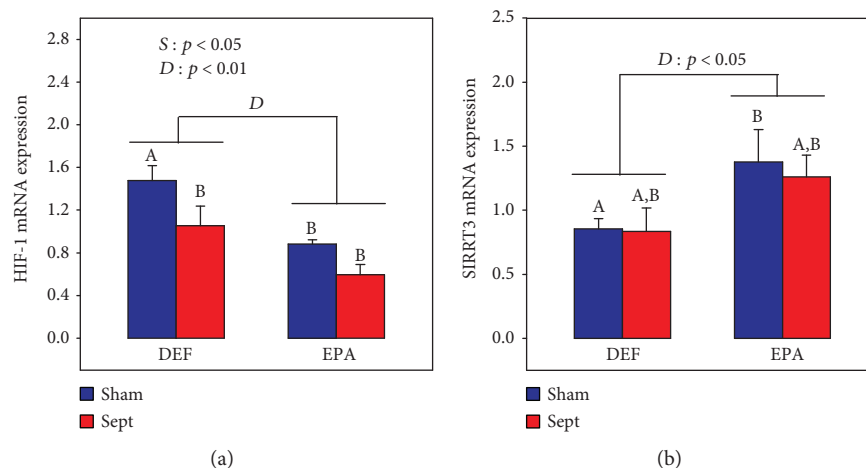 HIF-1 mRNA expression
2.8
2.4
2.0
1.6
1.2
0.8
0.4
0.0
S : p < 0.05
D : p < 0.01
D
A
B
B
B
DEF
EPA
Sham
Sept
(a)
SIRRT3 mRNA expression
2.5
2.0
1.5
1.0
0.5
0.0
D : p < 0.05
A
A,B
B
A,B
DEF
EPA
Sham
Sept
(b)